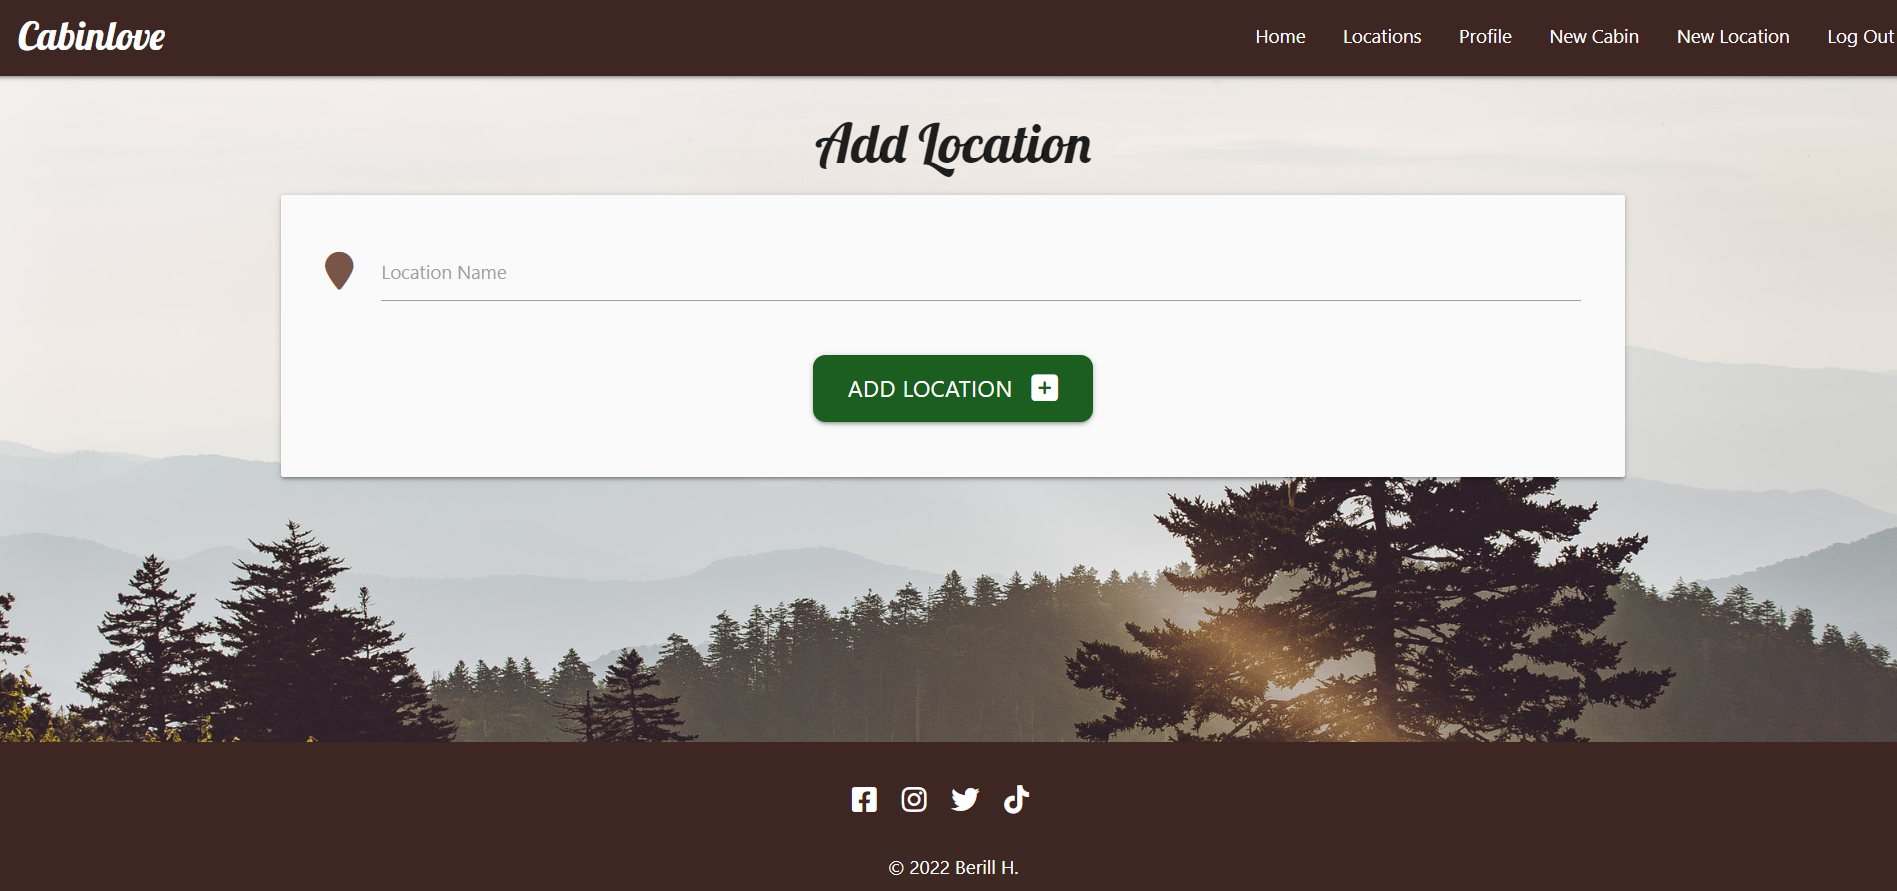 Cabinlove
Home Locations Profile New Cabin New Location Log Out
Add Location
Location Name
ADD LOCATION
© 2022 Berill H.